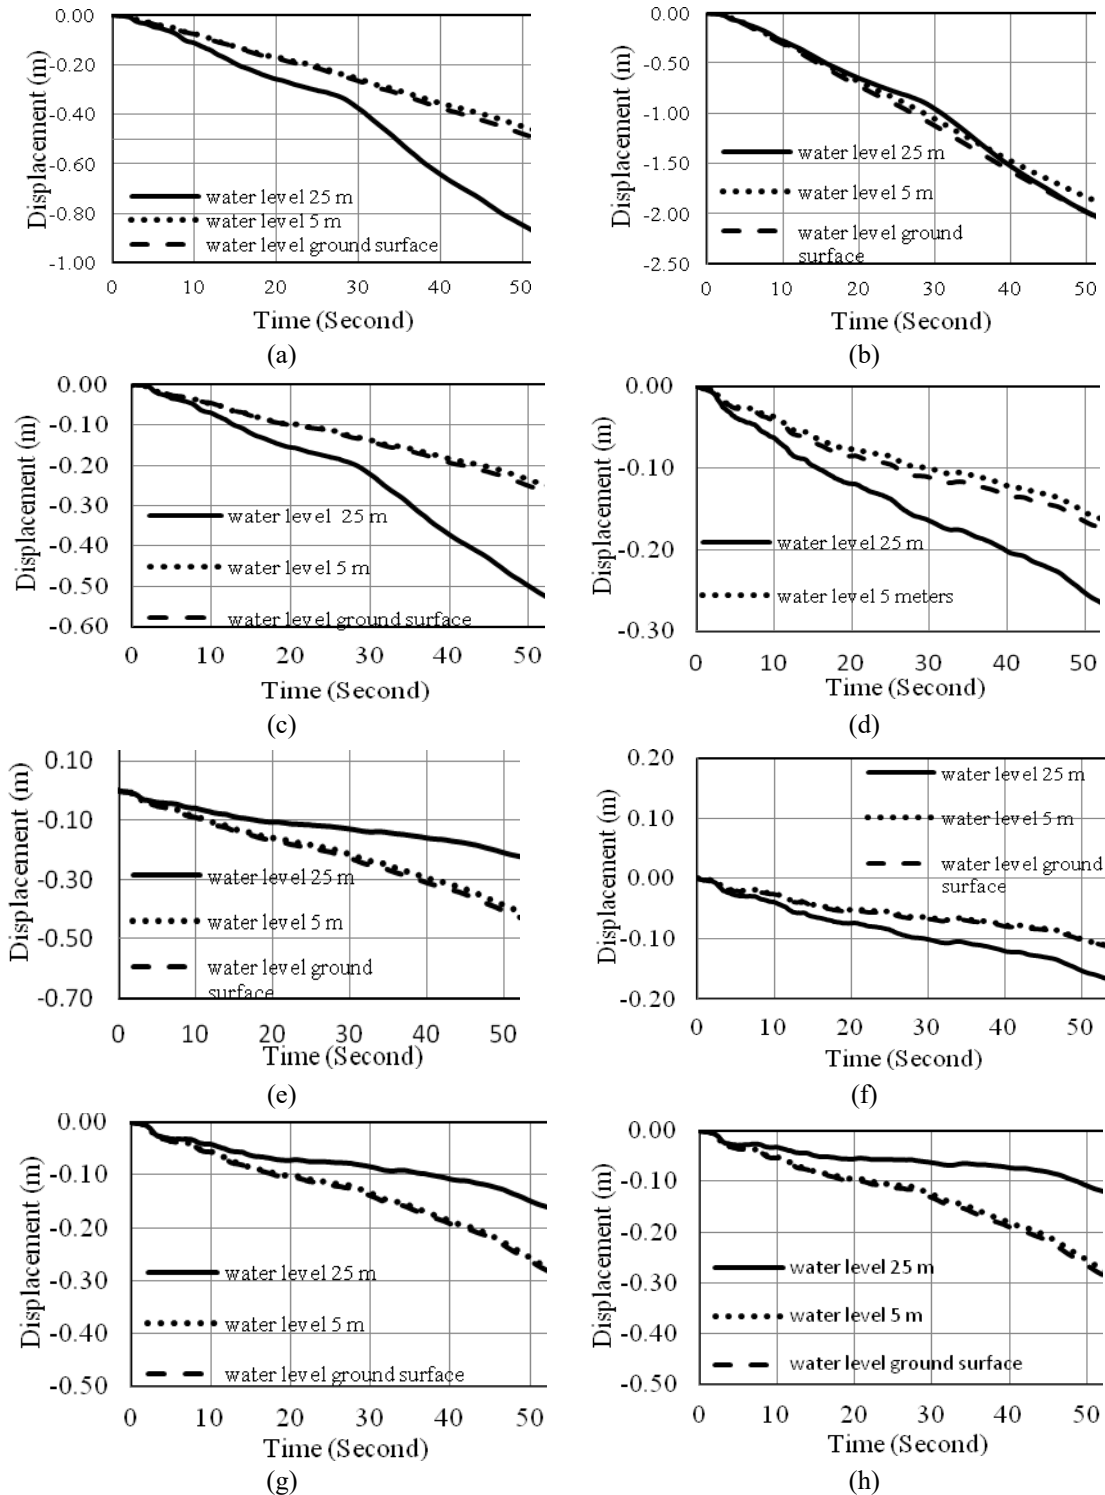 0.00
-0.20
-0.40
-0.60
-0.80
-1.00
Displacement (m)
water level 25 m
water level 5 m
water level ground surface
0 10 20 30 40 50
Time (Second)
(a)
0.00
-0.50
-1.00
-1.50
-2.00
-2.50
Displacement (m)
water level 25 m
water level 5 m
water level ground
surface
0 10 20 30 40 50
Time (Second)
(b)
0.00
-0.10
-0.20
-0.30
-0.40
-0.50
-0.60
Displacement (m)
water level 25 m
water level 5 m
water level ground surface
0 10 20 30 40 50
Time (Second)
(c)
0.00
-0.10
-0.20
-0.30
Displacement (m)
water level 25 m
water level 5 meters
0 10 20 30 40 50
Time (Second)
(d)
0.10
-0.10
-0.30
-0.50
-0.70
Displacement (m)
water level 25 m
water level 5 m
water level ground
surface
0 10 20 30 40 50
Time (Second)
(e)
0.20
0.10
0.00
-0.10
-0.20
Displacement (m)
water level 25 m
water level 5 m
water level ground
surface
0 10 20 30 40 50
Time (Second)
(f)
0.00
-0.10
-0.20
-0.30
-0.40
-0.50
Displacement (m)
water level 25 m
water level 5 m
water level ground surface
0 10 20 30 40 50
Time (Second)
(g)
0.00
-0.10
-0.20
-0.30
-0.40
-0.50
Displacement (m)
water level 25 m
water level 5 m
water level ground surface
0 10 20 30 40 50
Time (Second)
(h)